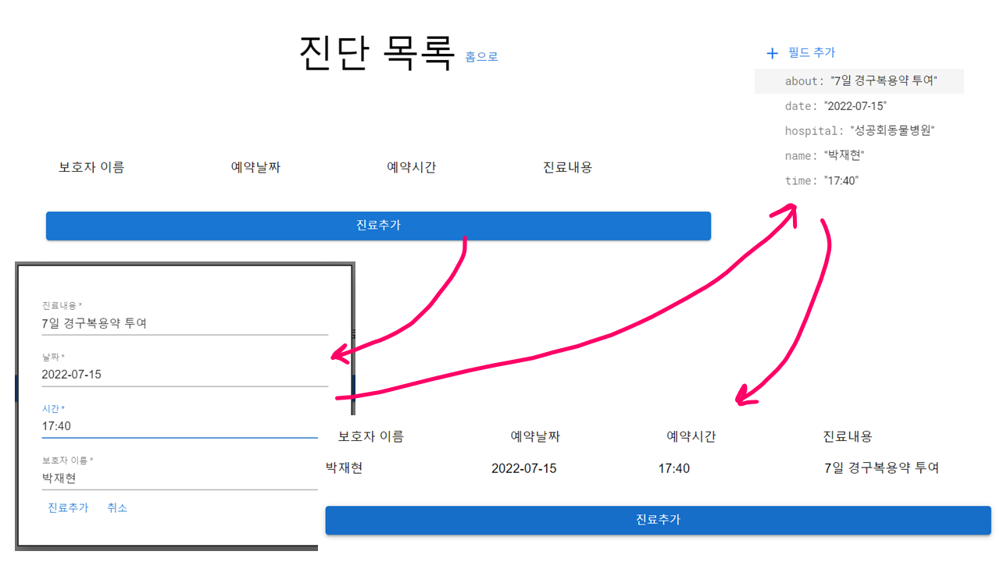 진단 목록 홈으로
+ 필드 추가
about: "7일 경구복용약 투여"
date: "2022-07-15"
hospital: "성공회동물병원"
name: "박재현"
time: "17:40"
보호자 이름 예약날짜 예약시간 진료내용
진료추가
진료내용 *
7일 경구복용약 투여
날짜 *
2022-07-15
시간 *
17:40
보호자 이름 *
박재현
진료추가 취소
보호자 이름 예약날짜 예약시간 진료내용
박재현 2022-07-15 17:40 7일 경구복용약 투여
진료추가